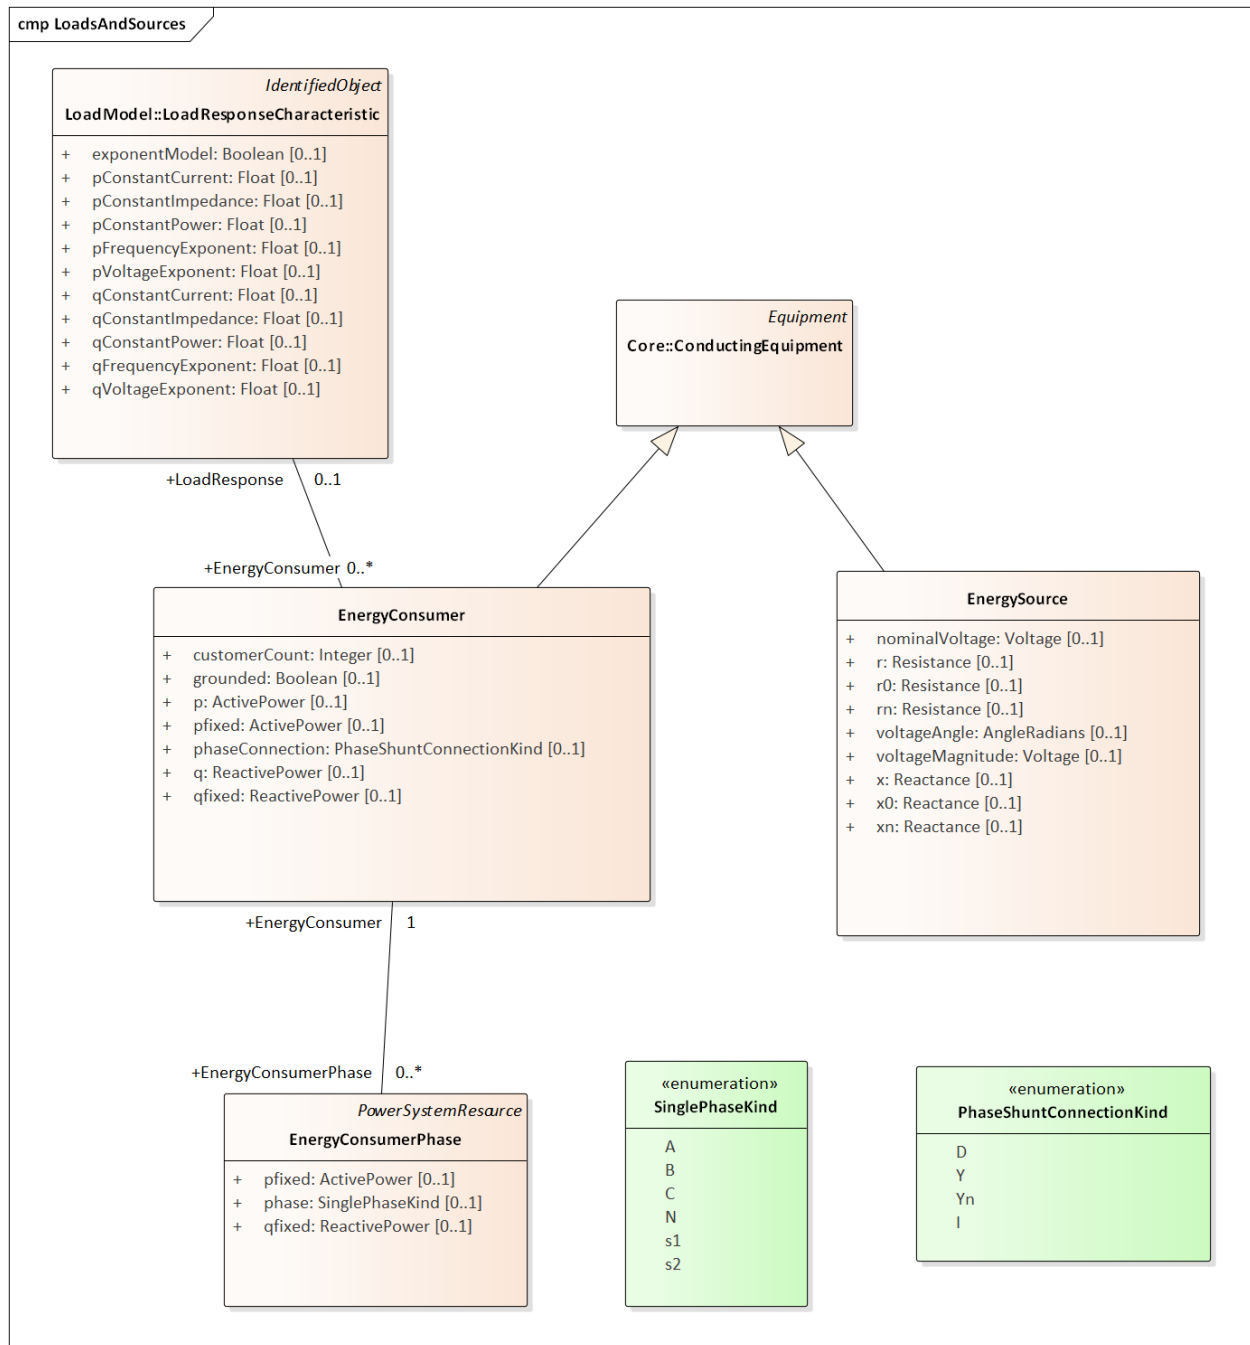 cmp LoadsAndSources
IdentifiedObject
LoadModel::LoadResponseCharacteristic
+ exponentModel: Boolean [0..1]
+ pConstantCurrent: Float [0..1]
+ pConstantImpedance: Float [0..1]
+ pConstantPower: Float [0..1]
+ pFrequencyExponent: Float [0..1]
+ pVoltageExponent: Float [0..1]
+ qConstantCurrent: Float [0..1]
+ qConstantImpedance: Float [0..1]
+ qConstantPower: Float [0..1]
+ qFrequencyExponent: Float [0..1]
+ qVoltageExponent: Float [0..1]
+LoadResponse 0..1
Equipment
Core::ConductingEquipment
+EnergyConsumer 0..*
EnergyConsumer
+ customerCount: Integer [0..1]
+ grounded: Boolean [0..1]
+ p: ActivePower [0..1]
+ pfixed: ActivePower [0..1]
+ phaseConnection: PhaseShuntConnectionKind [0..1]
+ q: ReactivePower [0..1]
+ qfixed: ReactivePower [0..1]
EnergySource
+ nominalVoltage: Voltage [0..1]
+ r: Resistance [0..1]
+ r0: Resistance [0..1]
+ rn: Resistance [0..1]
+ voltageAngle: AngleRadians [0..1]
+ voltageMagnitude: Voltage [0..1]
+ x: Reactance [0..1]
+ x0: Reactance [0..1]
+ xn: Reactance [0..1]
+EnergyConsumer 1
+EnergyConsumerPhase 0..*
PowerSystemResource
EnergyConsumerPhase
+ pfixed: ActivePower [0..1]
+ phase: SinglePhaseKind [0..1]
+ qfixed: ReactivePower [0..1]
«enumeration»
SinglePhaseKind
A
B
C
N
s1
s2
«enumeration»
PhaseShuntConnectionKind
D
Y
Yn
I